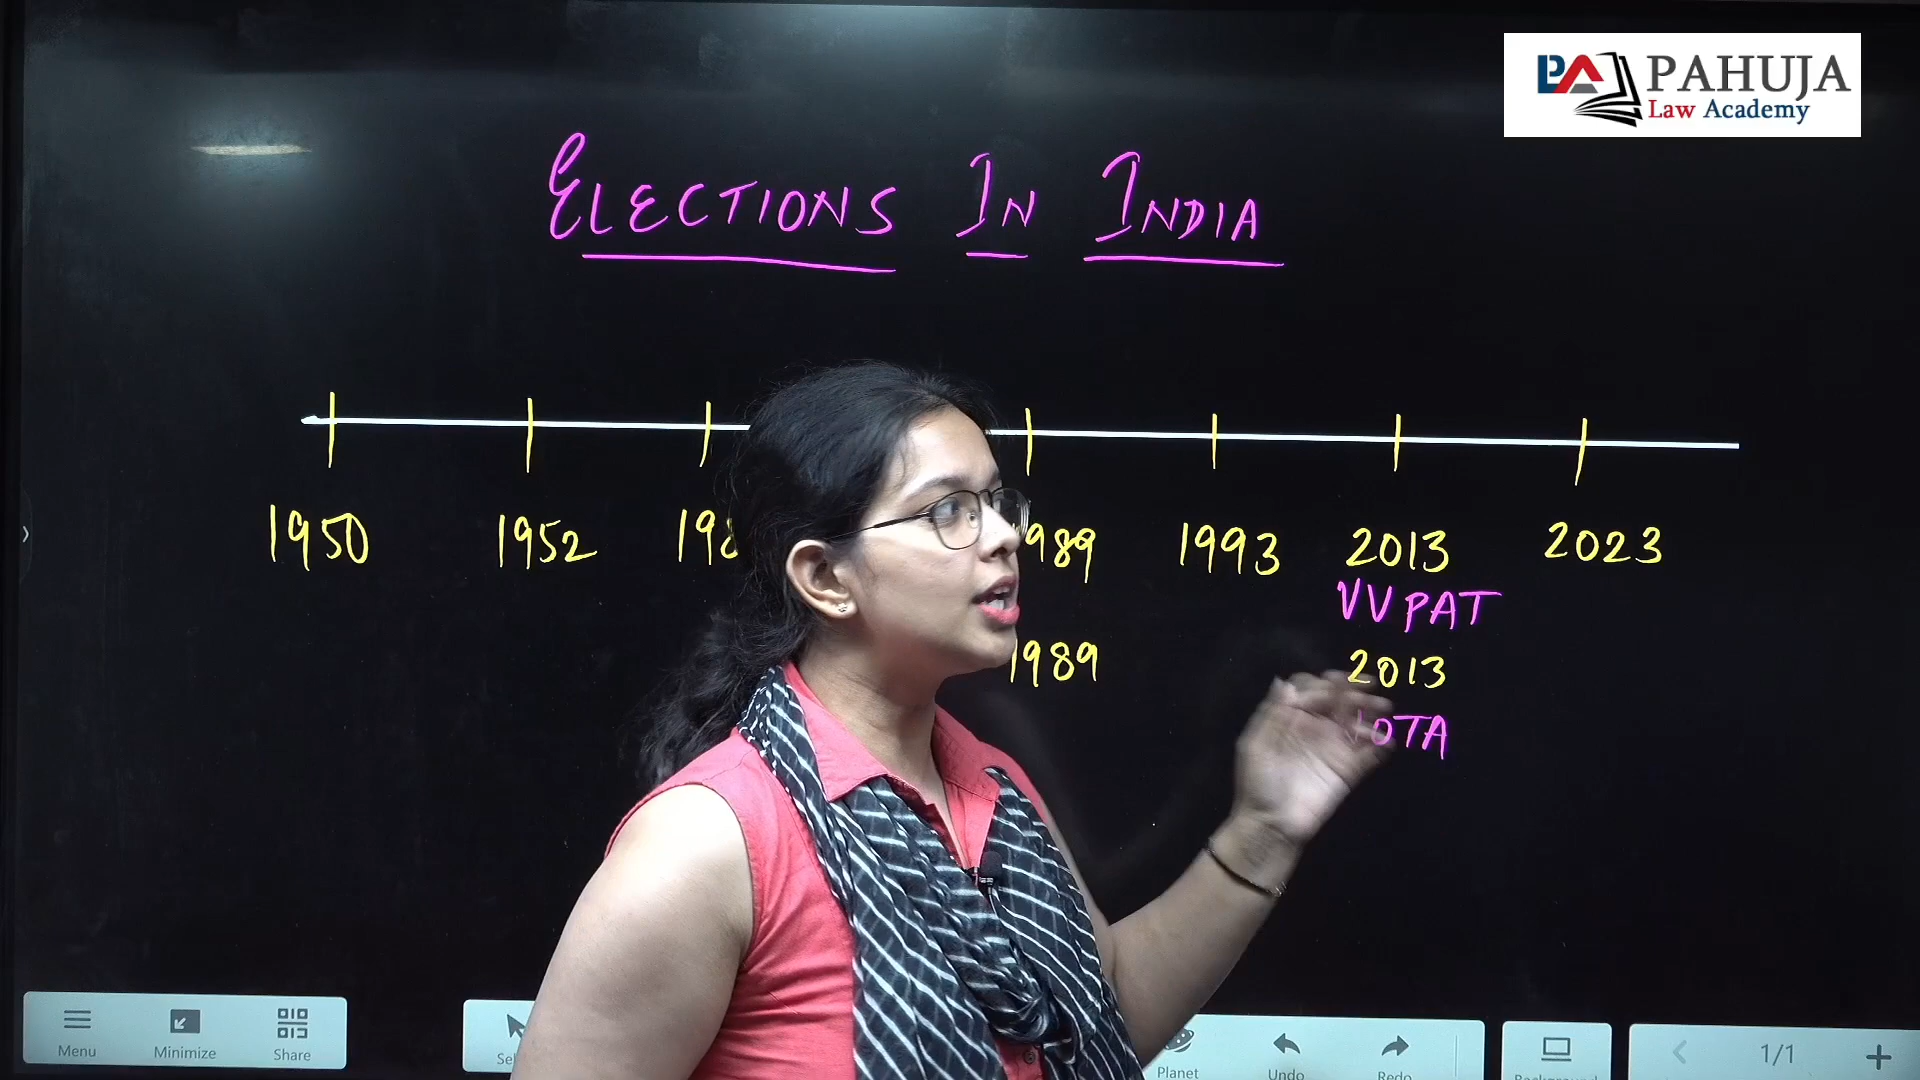 PAHUJA
Law Academy
ELECTIONS IN INDIA
1950 1952 1993 2013 2023
VVPAT
1989 2013
Menu Minimize Share Planet Undo Redo 1/1